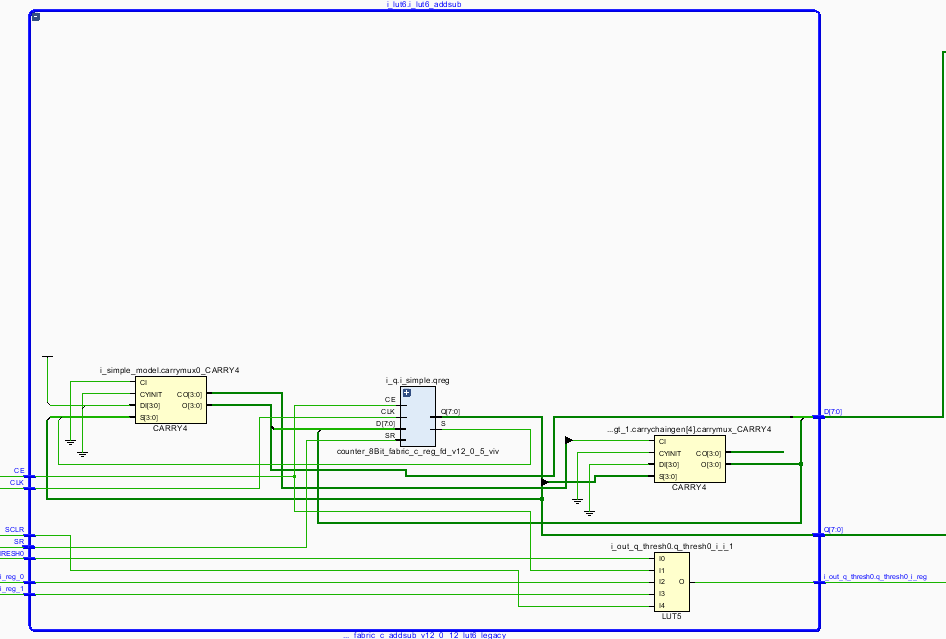 i_lut6.i_lut6_addsub
i_simple_model.carrymux0_CARRY4
CI
CYINIT
DI[3:0]
S[3:0]
CO[3:0]
O[3:0]
CARRY4
i_q.i_simple.qreg
CE
CLK
D[7:0]
SR
Q[7:0]
S
counter_8Bit_fabric_c_reg_fd_v12_0_5_viv
...gt_1.carrychaingen[4].carrymux_CARRY4
CI
CYINIT
DI[3:0]
S[3:0]
CO[3:0]
O[3:0]
CARRY4
D[7:0]
CE
CLK
SCLR
SR
RESH0
i_reg_0
i_reg_1
Q[7:0]
i_out_q_thresh0.q_thresh0_i_i_1
I0
I1
I2
I3
I4
O
LUT5
i_out_q_thresh0.q_thresh0_i_reg
... fabric_c_addsub_v12_0_12_lut6_legacy